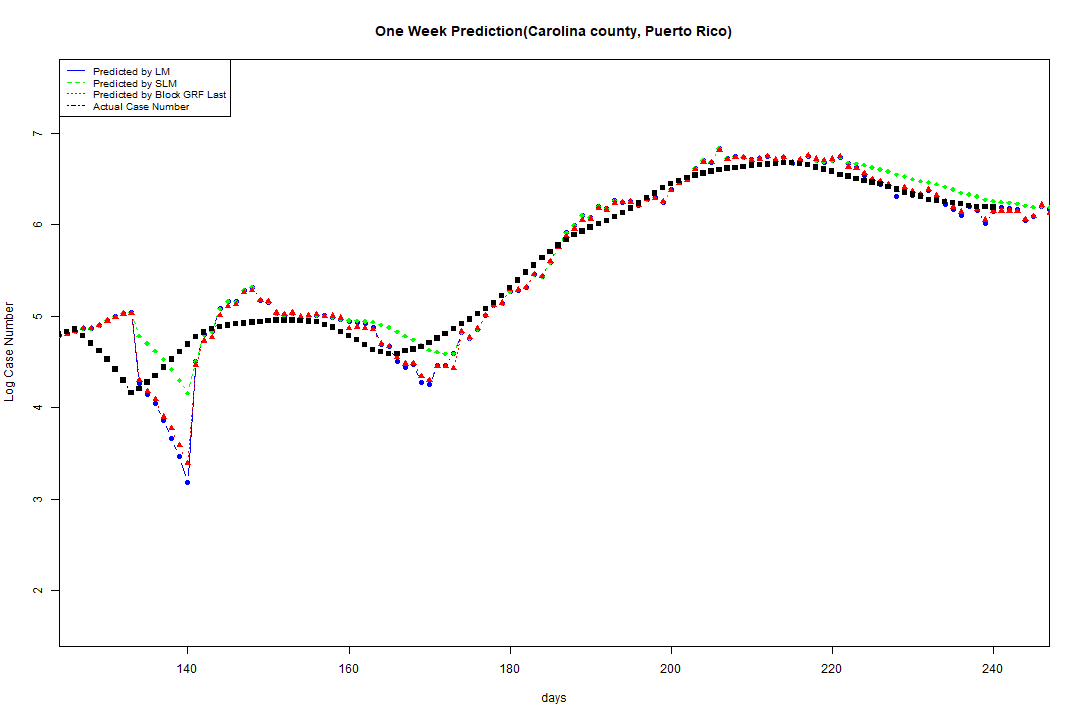 One Week Prediction(Carolina county, Puerto Rico)
Predicted by LM
Predicted by SLM
Predicted by Block GRF Last
Actual Case Number
7
6
5
4
3
2
Log Case Number
140 160 180 200 220 240
days